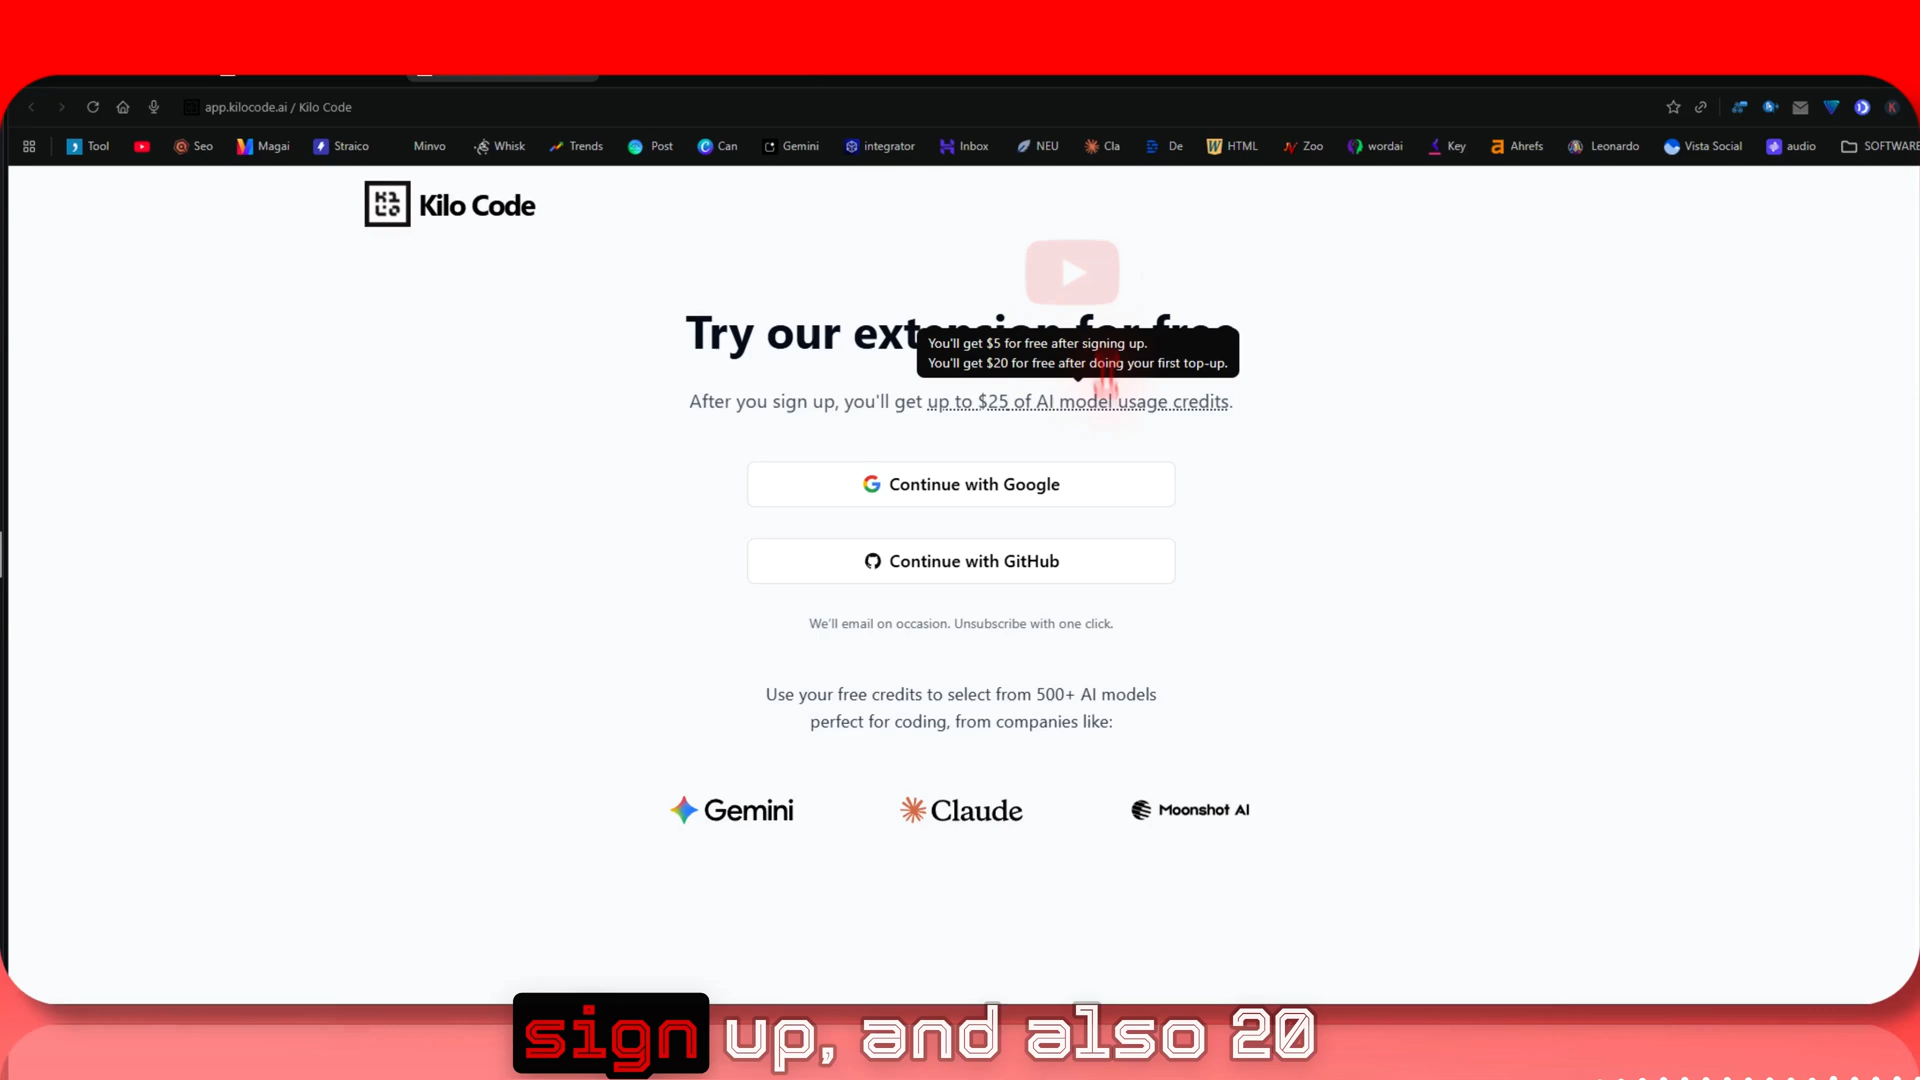 app.kilocode.ai / Kilo Code
Tool Seo Magai Straico Minvo Whisk Trends Post Can Gemini integrator Inbox NEU Cla De HTML Zoo wordai Key Ahrefs Leonardo Vista Social audio SOFTWARE
Kilo Code
Try our extension for free
You'll get $5 for free after signing up.
You'll get $20 for free after doing your first top-up.
After you sign up, you'll get up to $25 of AI model usage credits.
Continue with Google
Continue with GitHub
We'll email on occasion. Unsubscribe with one click.
Use your free credits to select from 500+ AI models
perfect for coding, from companies like:
Gemini Claude Moonshot AI
sign up, and also 20